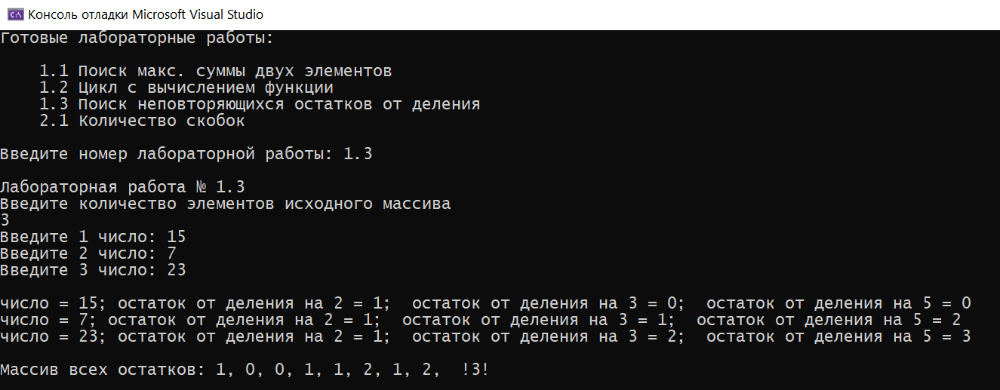 Консоль отладки Microsoft Visual Studio
Готовые лабораторные работы:
1.1 Поиск макс. суммы двух элементов
1.2 Цикл с вычислением функции
1.3 Поиск неповторяющихся остатков от деления
2.1 Количество скобок
Введите номер лабораторной работы: 1.3
Лабораторная работа № 1.3
Введите количество элементов исходного массива
3
Введите 1 число: 15
Введите 2 число: 7
Введите 3 число: 23
число = 15; остаток от деления на 2 = 1;  остаток от деления на 3 = 0;  остаток от деления на 5 = 0
число = 7; остаток от деления на 2 = 1;  остаток от деления на 3 = 1;  остаток от деления на 5 = 2
число = 23; остаток от деления на 2 = 1;  остаток от деления на 3 = 2;  остаток от деления на 5 = 3
Массив всех остатков: 1, 0, 0, 1, 1, 2, 1, 2,  !3!